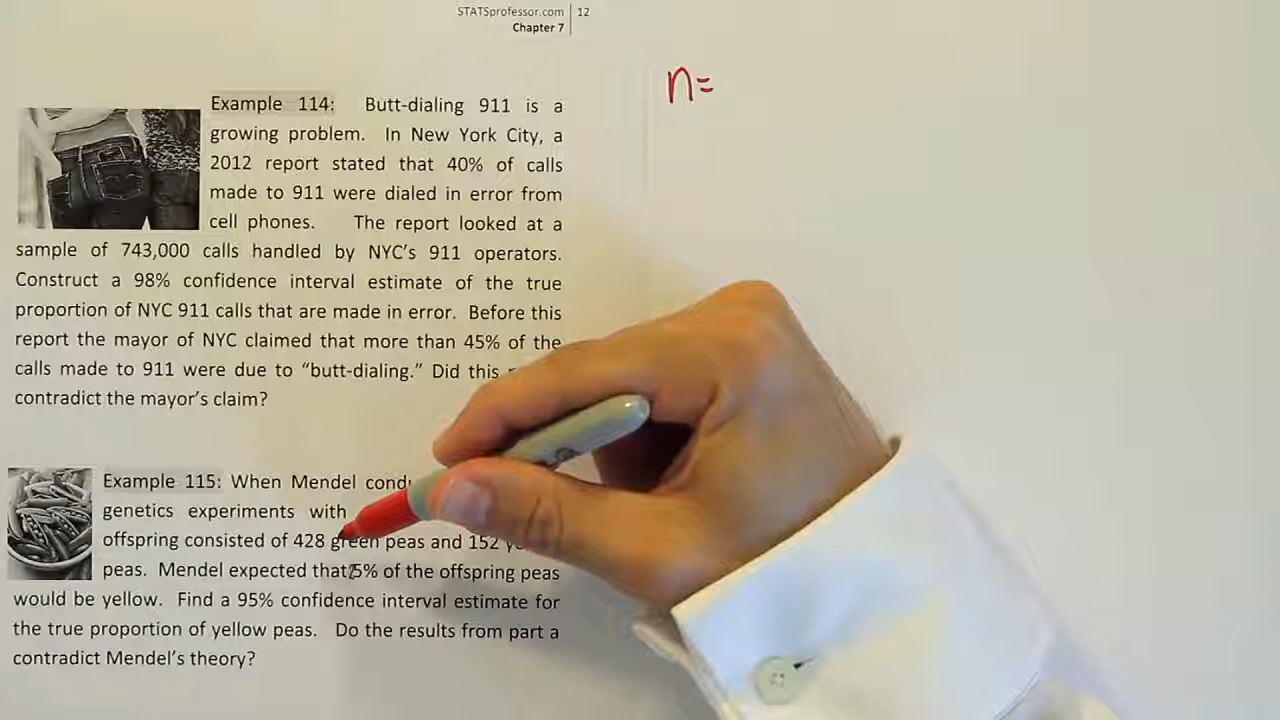 STATSprofessor.com 12
Chapter 7
n=
Example 114: Butt-dialing 911 is a
growing problem. In New York City, a
2012 report stated that 40% of calls
made to 911 were dialed in error from
cell phones. The report looked at a
sample of 743,000 calls handled by NYC's 911 operators.
Construct a 98% confidence interval estimate of the true
proportion of NYC 911 calls that are made in error. Before this
report the mayor of NYC claimed that more than 45% of the
calls made to 911 were due to “butt-dialing.” Did this
contradict the mayor's claim?
Example 115: When Mendel
genetics experiments with
offspring consisted of 428 green peas and 152
peas. Mendel expected that 25% of the offspring peas
would be yellow. Find a 95% confidence interval estimate for
the true proportion of yellow peas. Do the results from part a
contradict Mendel's theory?